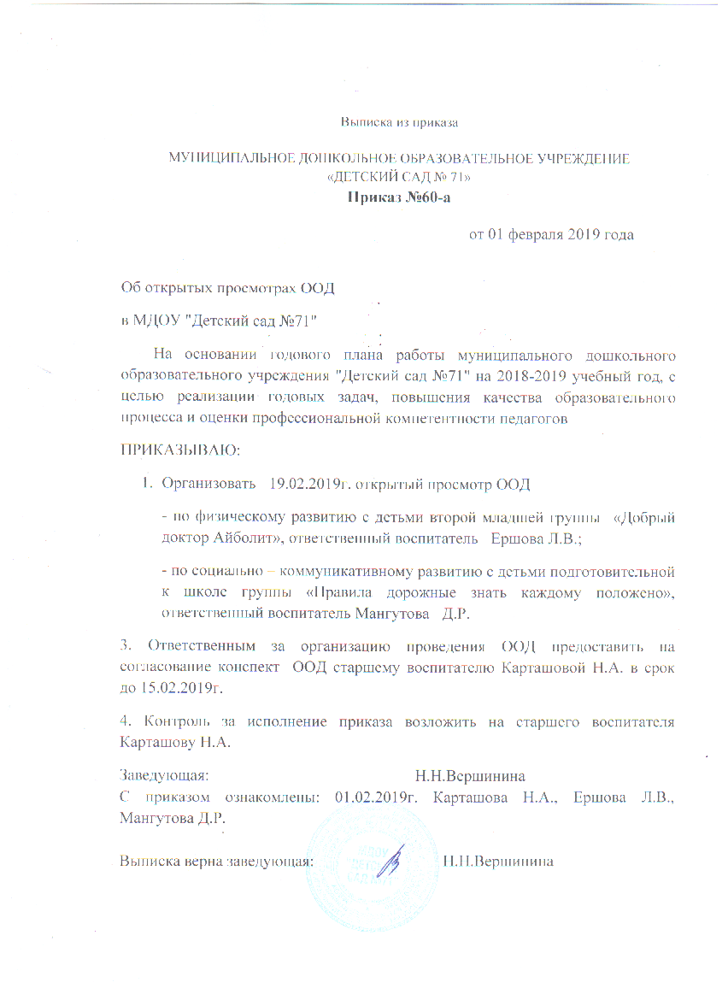 Выписка из приказа
МУНИЦИПАЛЬНОЕ ДОШКОЛЬНОЕ ОБРАЗОВАТЕЛЬНОЕ УЧРЕЖДЕНИЕ
«ДЕТСКИЙ САД № 71»
Приказ №60-а
от 01 февраля 2019 года
Об открытых просмотрах ООД
в МДОУ "Детский сад №71"
На основании годового плана работы муниципального дошкольного
образовательного учреждения "Детский сад №71" на 2018-2019 учебный год, с
целью реализации годовых задач, повышения качества образовательного
процесса и оценки профессиональной компетентности педагогов
ПРИКАЗЫВАЮ:
1. Организовать 19.02.2019г. открытый просмотр ООД
- по физическому развитию с детьми второй младшей группы «Добрый
доктор Айболит», ответственный воспитатель Ершова Л.В.;
- по социально – коммуникативному развитию с детьми подготовительной
к школе группы «Правила дорожные знать каждому положено»,
ответственный воспитатель Мангутова Д.Р.
3. Ответственным за организацию проведения ООД предоставить на
согласование конспект ООД старшему воспитателю Карташовой Н.А. в срок
до 15.02.2019г.
4. Контроль за исполнение приказа возложить на старшего воспитателя
Карташову Н.А.
Заведующая: Н.Н.Вершинина
С приказом ознакомлены: 01.02.2019г. Карташова Н.А., Ершова Л.В.,
Мангутова Д.Р.
Выписка верна заведующая: Н.Н.Вершинина